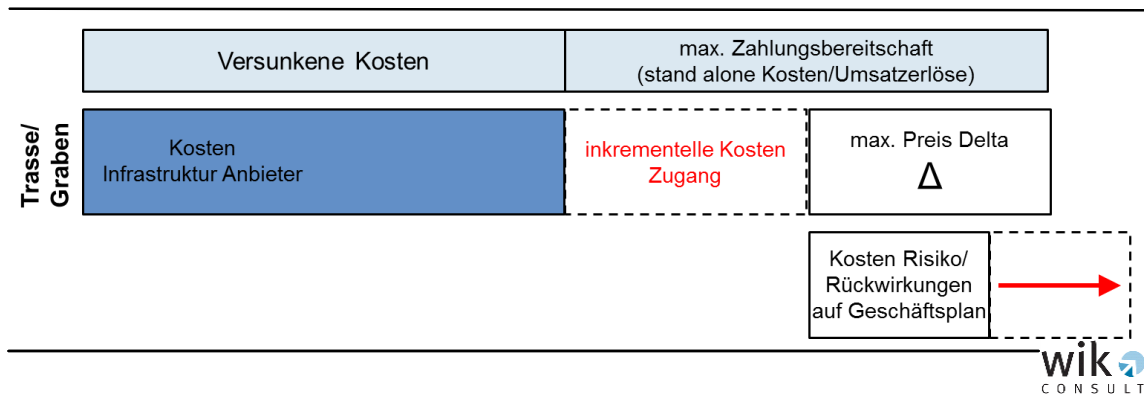 Versunkene Kosten
max. Zahlungsbereitschaft
(stand alone Kosten/Umsatzerlöse)
Trasse/
Graben
Kosten
Infrastruktur Anbieter
inkrementelle Kosten
Zugang
max. Preis Delta
Δ
Kosten Risiko/
Rückwirkungen
auf Geschäftsplan
wik
CONSULT